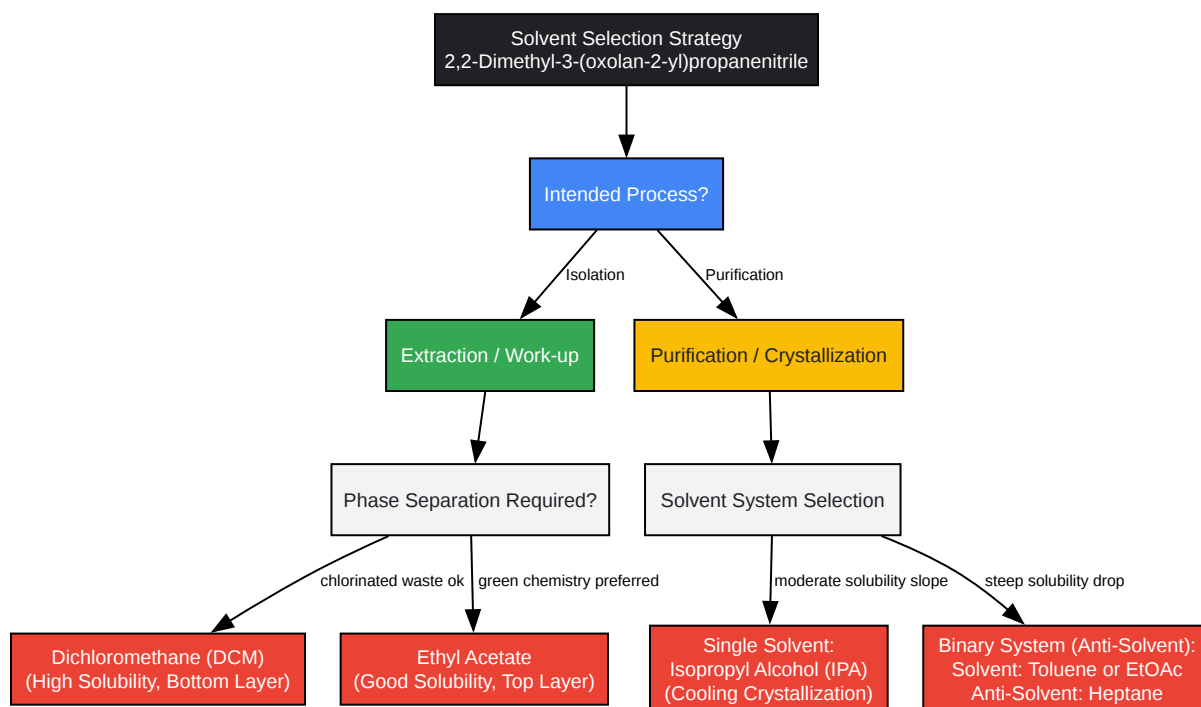 Solvent Selection Strategy
2,2-Dimethyl-3-(oxolan-2-yl)propanenitrile
Intended Process?
Isolation
Purification
Extraction / Work-up
Purification / Crystallization
Phase Separation Required?
Solvent System Selection
chlorinated waste ok
green chemistry preferred
moderate solubility slope
steep solubility drop
Dichloromethane (DCM)
(High Solubility, Bottom Layer)
Ethyl Acetate
(Good Solubility, Top Layer)
Single Solvent:
Isopropyl Alcohol (IPA)
(Cooling Crystallization)
Binary System (Anti-Solvent):
Solvent: Toluene or EtOAc
Anti-Solvent: Heptane